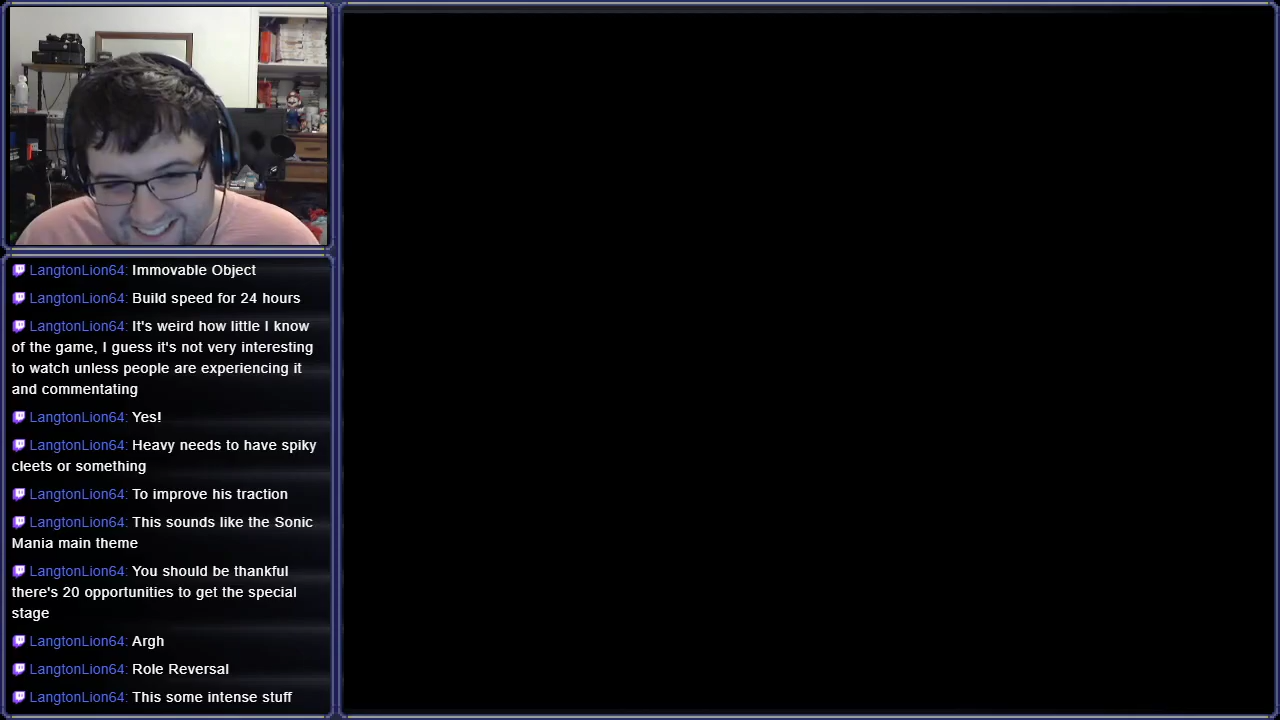 LangtonLion64: Immovable Object
LangtonLion64: Build speed for 24 hours
LangtonLion64: It's weird how little I know
of the game, I guess it's not very interesting
to watch unless people are experiencing it
and commentating
LangtonLion64: Yes!
LangtonLion64: Heavy needs to have spiky
cleets or something
LangtonLion64: To improve his traction
LangtonLion64: This sounds like the Sonic
Mania main theme
LangtonLion64: You should be thankful
there's 20 opportunities to get the special
stage
LangtonLion64: Argh
LangtonLion64: Role Reversal
LangtonLion64: This some intense stuff